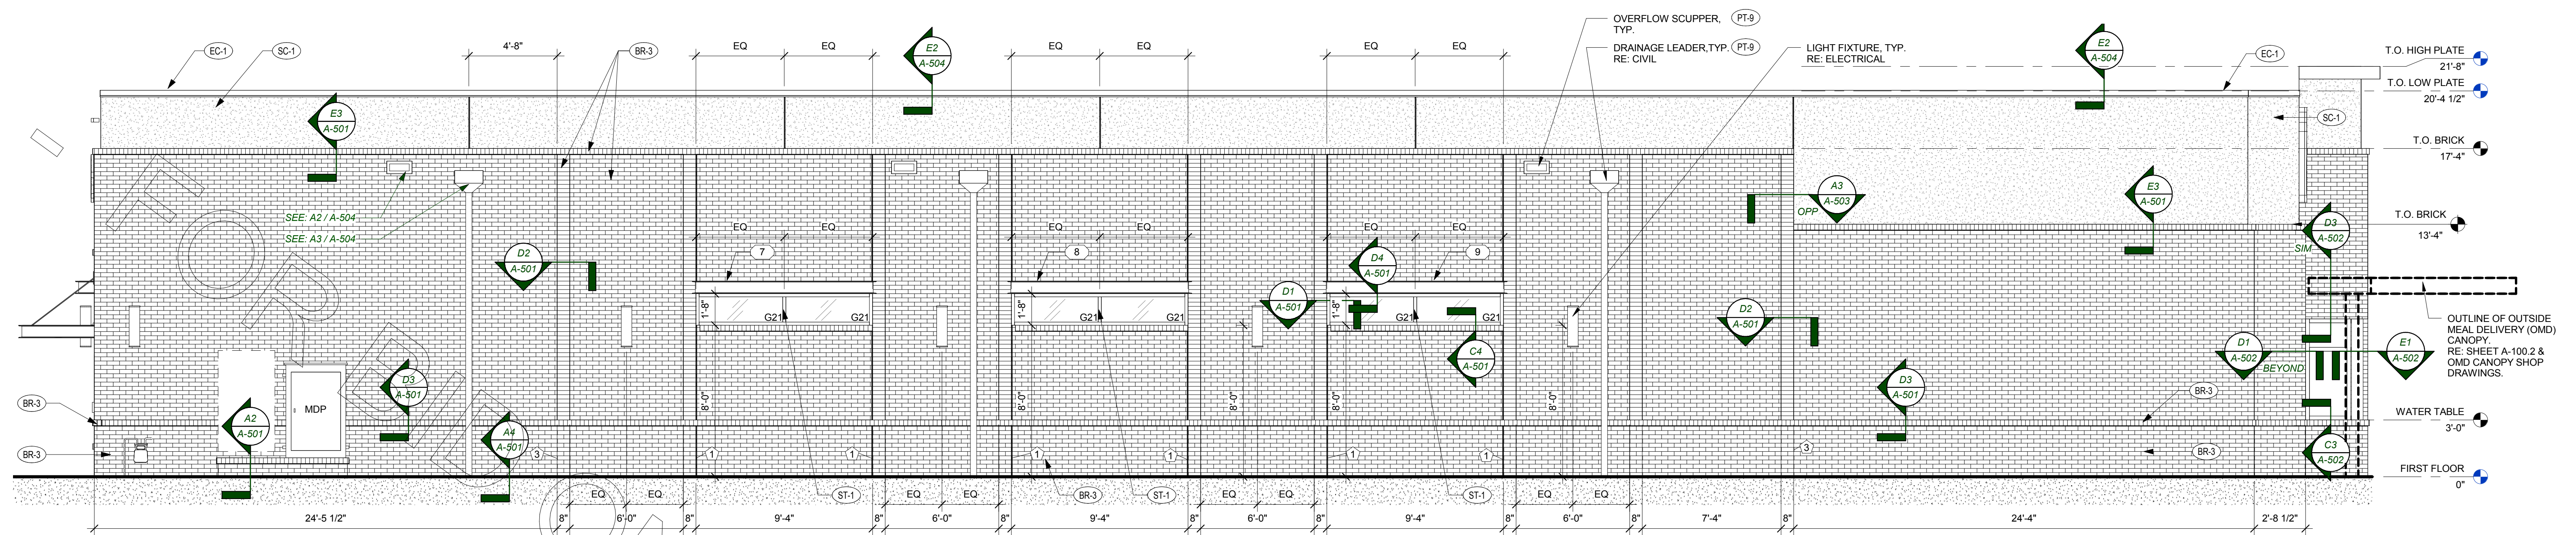 EC-1
SC-1
4'-8"
BR-3
EQ
EQ
E2
A-504
EQ
EQ
EQ
EQ
OVERFLOW SCUPPER,
TYP.
PT-9
DRAINAGE LEADER,TYP.
RE: CIVIL
PT-9
LIGHT FIXTURE, TYP.
RE: ELECTRICAL
E2
A-504
EC-1
T.O. HIGH PLATE
21'-8"
T.O. LOW PLATE
20'-4 1/2"
E3
A-501
SC-1
T.O. BRICK
17'-4"
SEE: A2 / A-504
SEE: A3 / A-504
A3
A-503
OPP
E3
A-501
T.O. BRICK
13'-4"
D3
A-502
SIM
EQ
EQ
EQ
EQ
EQ
EQ
7
8
9
D2
A-501
D4
A-501
D1
A-501
1'-8"
G21
G21
1'-8"
G21
G21
1'-8"
G21
G21
D2
A-501
OUTLINE OF OUTSIDE
MEAL DELIVERY (OMD)
CANOPY.
RE: SHEET A-100.2 &
OMD CANOPY SHOP
DRAWINGS.
C4
A-501
D1
A-502
BEYOND
E1
A-502
D3
A-501
D3
A-501
MDP
BR-3
8'-0"
8'-0"
8'-0"
8'-0"
8'-0"
8'-0"
8'-0"
BR-3
WATER TABLE
3'-0"
A2
A-501
A4
A-501
BR-3
3
1
1
1
1
1
1
3
BR-3
C3
A-502
FIRST FLOOR
0"
EQ
EQ
ST-1
EQ
EQ
BR-3
ST-1
EQ
EQ
ST-1
EQ
EQ
24'-5 1/2"
8"
6'-0"
8"
9'-4"
8"
6'-0"
8"
9'-4"
8"
6'-0"
8"
9'-4"
8"
6'-0"
8"
7'-4"
8"
24'-4"
2'-8 1/2"